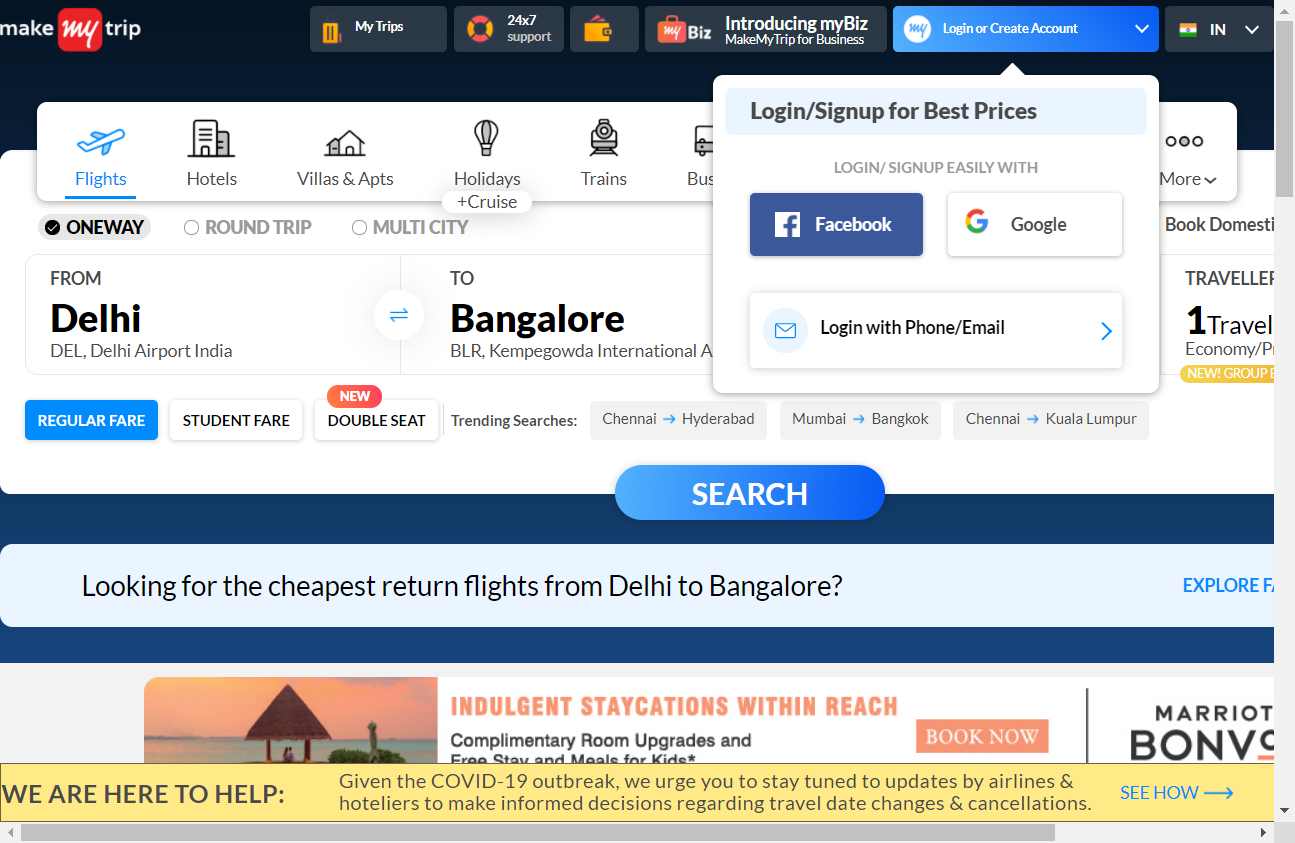 make my trip
My Trips
24x7
support
my Biz
Introducing myBiz
MakeMyTrip for Business
my
Login or Create Account
IN
Login/Signup for Best Prices
LOGIN/ SIGNUP EASILY WITH
Facebook
Google
Login with Phone/Email
Flights
Hotels
Villas & Apts
Holidays
+Cruise
Trains
Bus
More
ONEWAY
ROUND TRIP
MULTI CITY
Book Domesti
FROM
Delhi
DEL, Delhi Airport India
TO
Bangalore
BLR, Kempegowda International A
TRAVELLER
1 Travel
Economy/P
NEW! GROUP
REGULAR FARE
STUDENT FARE
NEW
DOUBLE SEAT
Trending Searches:
Chennai → Hyderabad
Mumbai → Bangkok
Chennai → Kuala Lumpur
SEARCH
Looking for the cheapest return flights from Delhi to Bangalore?
EXPLORE FA
INDULGENT STAYCATIONS WITHIN REACH
Complimentary Room Upgrades and
Free Stay and Meals for Kids*
BOOK NOW
MARRIOT
BONVO
WE ARE HERE TO HELP:
Given the COVID-19 outbreak, we urge you to stay tuned to updates by airlines &
hoteliers to make informed decisions regarding travel date changes & cancellations.
SEE HOW